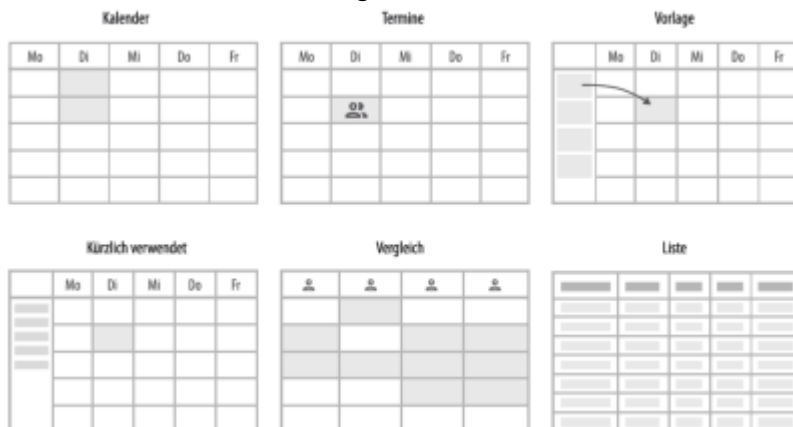 Kalender
Termine
Vorlage
Mo Di Mi Do Fr
Mo Di Mi Do Fr
Mo Di Mi Do Fr
Kürzlich verwendet
Vergleich
Liste
Mo Di Mi Do Fr